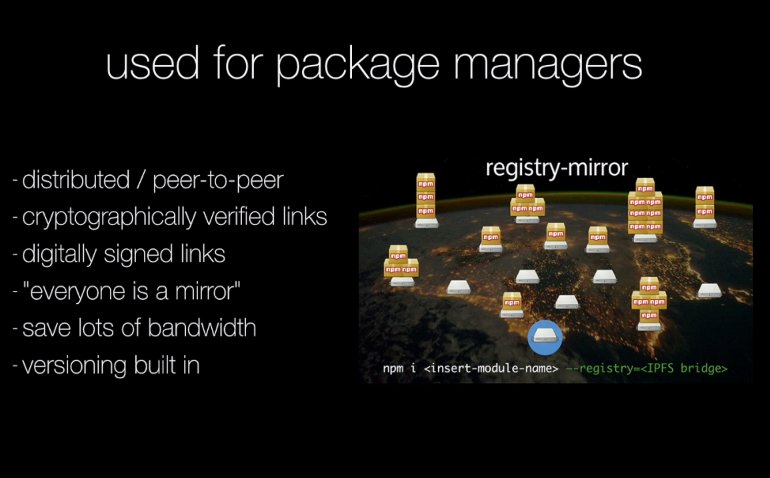 used for package managers
- distributed / peer-to-peer
- cryptographically verified links
- digitally signed links
- "everyone is a mirror"
- save lots of bandwidth
- versioning built in
registry-mirror
npm
npm
npm
npm
npm npm
npm
npm npm
npm npm
npm npm
npm
npm
npm
npm
npm
npm
npm npm
npm
npm npm
npm
npm
npm i <insert-module-name> --registry=<IPFS bridge>